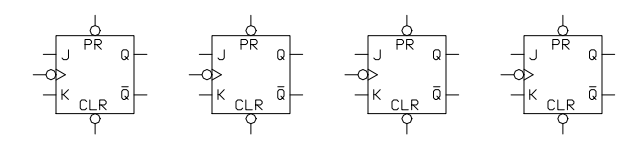 PR PR PR PR
J Q J Q J Q J Q
K Q̅ K Q̅ K Q̅ K Q̅
CLR CLR CLR CLR